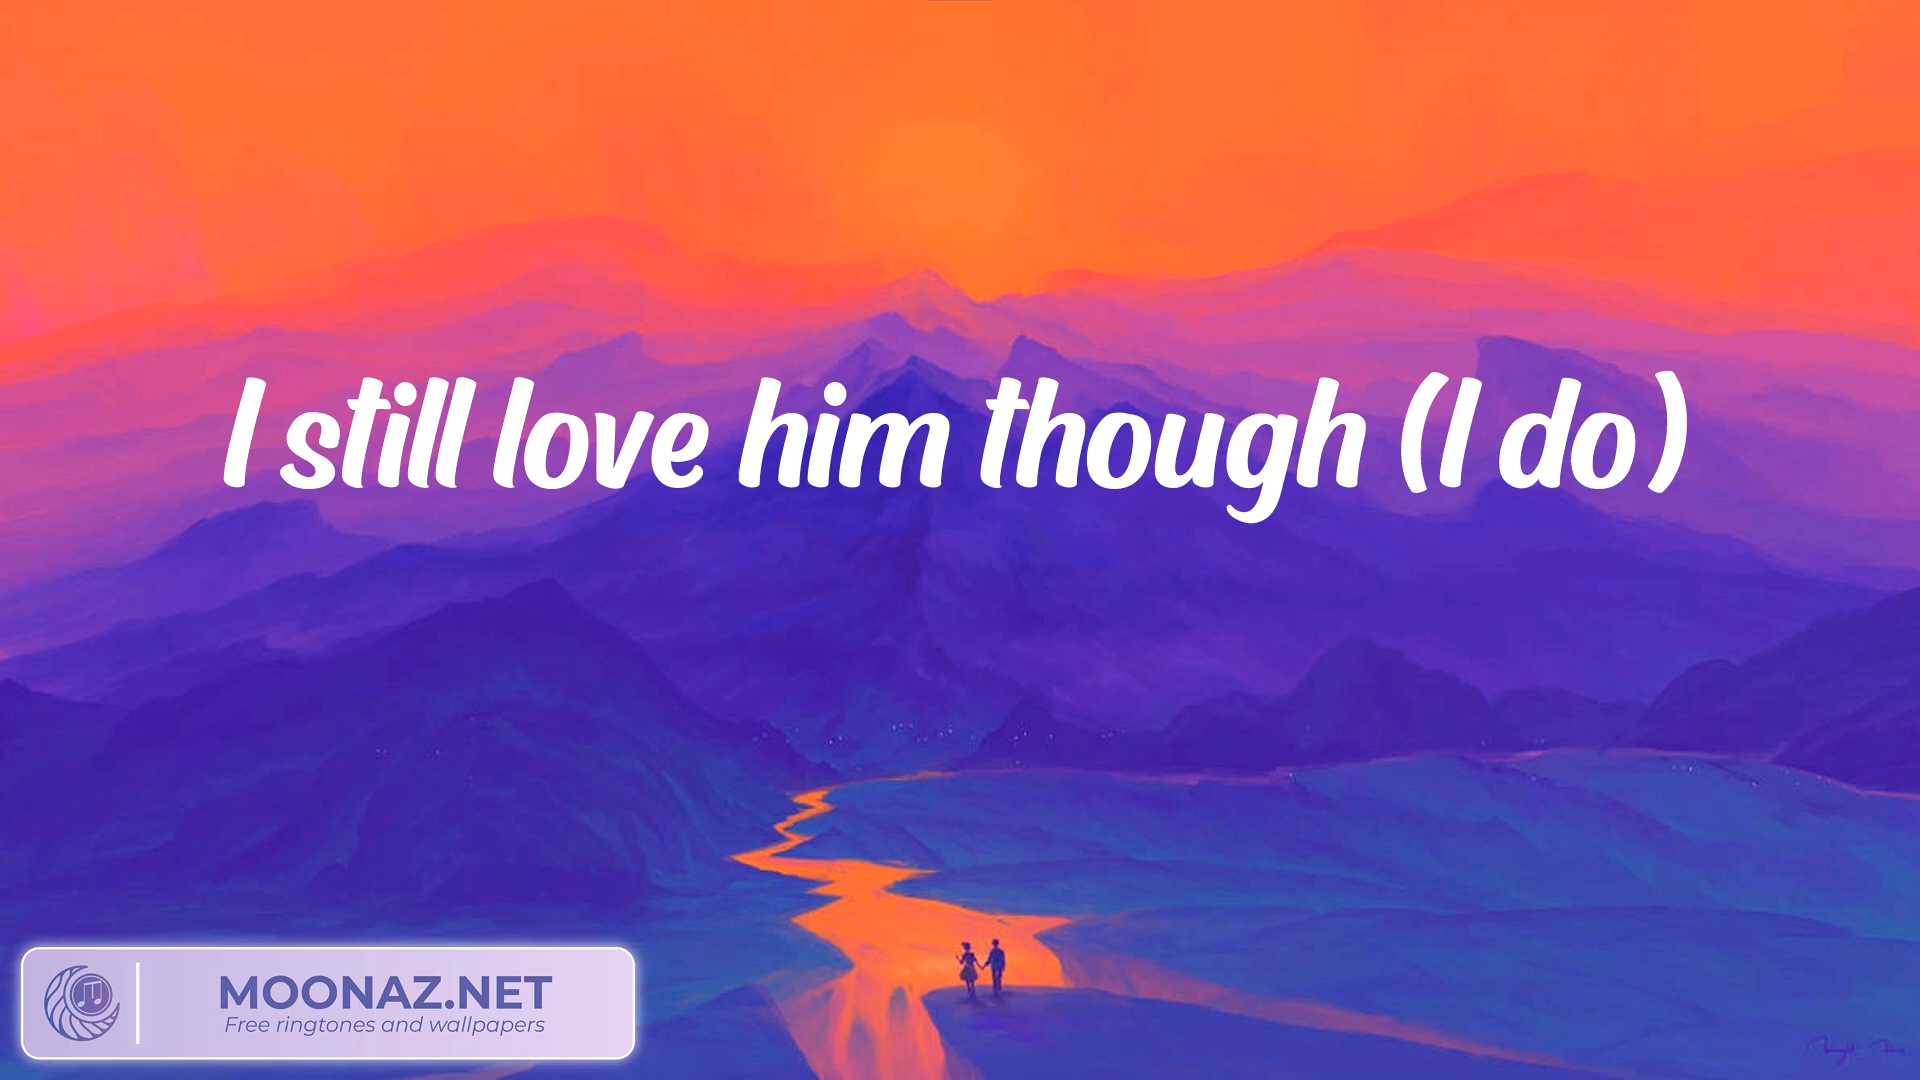 I still love him though (I do)
MOONAZ.NET
Free ringtones and wallpapers